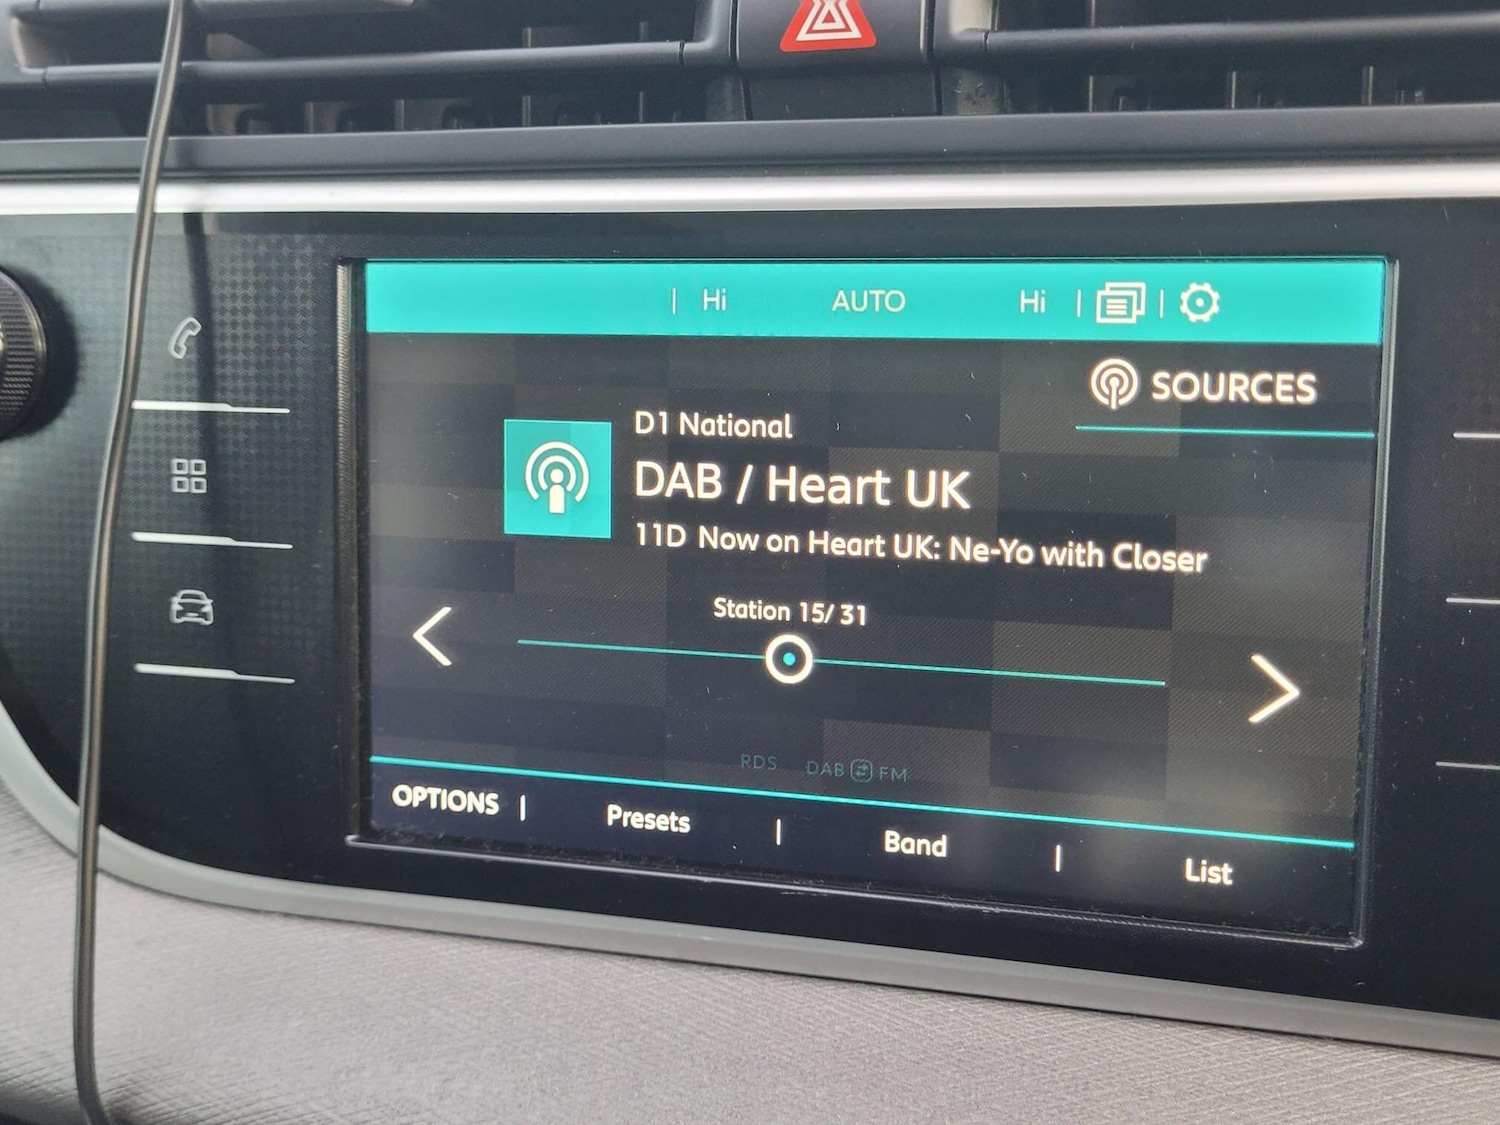 | Hi AUTO Hi | |
SOURCES
D1 National
DAB / Heart UK
11D Now on Heart UK: Ne-Yo with Closer
Station 15/ 31
RDS DAB FM
OPTIONS | Presets | Band | List